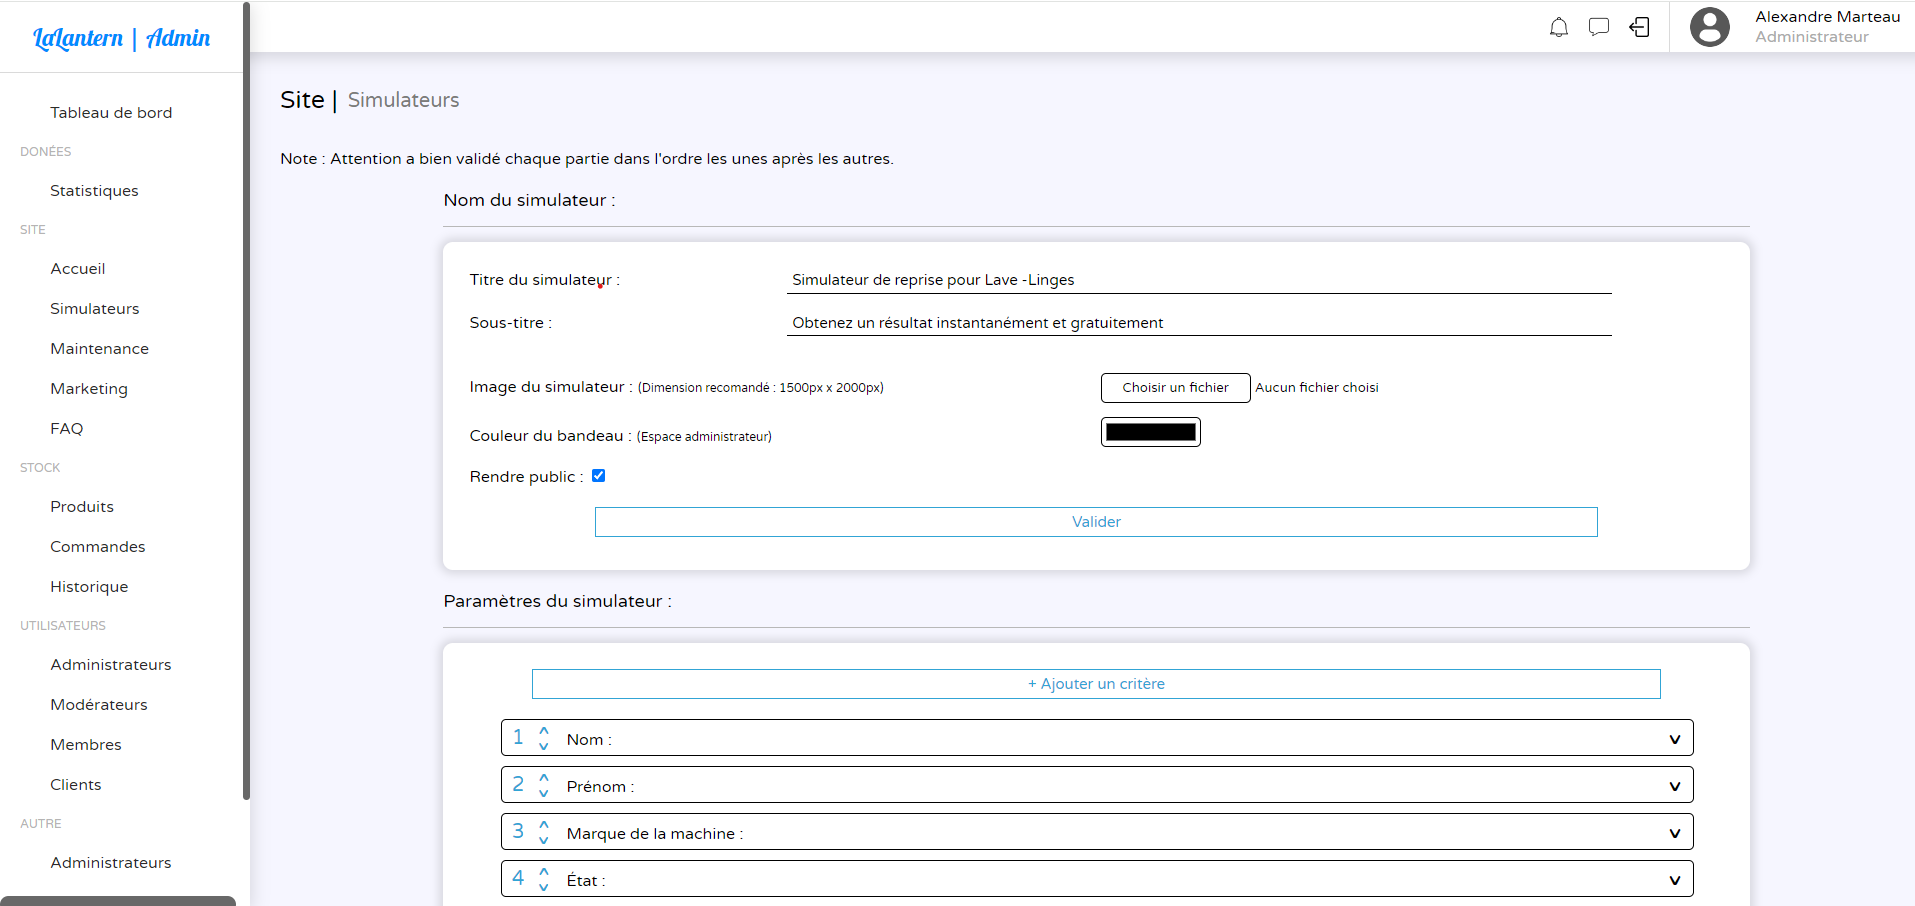 LaLantern | Admin
Alexandre Marteau
Administrateur
Tableau de bord
DONÉES
Statistiques
SITE
Accueil
Simulateurs
Maintenance
Marketing
FAQ
STOCK
Produits
Commandes
Historique
UTILISATEURS
Administrateurs
Modérateurs
Membres
Clients
AUTRE
Administrateurs
Site | Simulateurs
Note : Attention a bien validé chaque partie dans l'ordre les unes après les autres.
Nom du simulateur :
Titre du simulateur : Simulateur de reprise pour Lave -Linges
Sous-titre : Obtenez un résultat instantanément et gratuitement
Image du simulateur : (Dimension recomandé : 1500px x 2000px) Choisir un fichier Aucun fichier choisi
Couleur du bandeau : (Espace administrateur)
Rendre public :
Valider
Paramètres du simulateur :
+ Ajouter un critère
1 Nom :
2 Prénom :
3 Marque de la machine :
4 État :